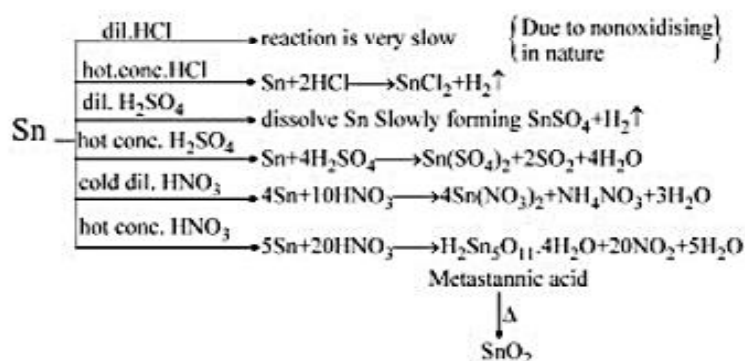 dil.HCl
reaction is very slow { Due to nonoxidising
in nature }
hot.conc.HCl
Sn+2HCl⟶SnCl₂+H₂↑
dil. H₂SO₄
dissolve Sn Slowly forming SnSO₄+H₂↑
Sn
hot conc. H₂SO₄
Sn+4H₂SO₄⟶Sn(SO₄)₂+2SO₂+4H₂O
cold dil. HNO₃
4Sn+10HNO₃⟶4Sn(NO₃)₂+NH₄NO₃+3H₂O
hot conc. HNO₃
5Sn+20HNO₃⟶H₂Sn₅O₁₁.4H₂O+20NO₂+5H₂O
Metastannic acid
Δ
SnO₂